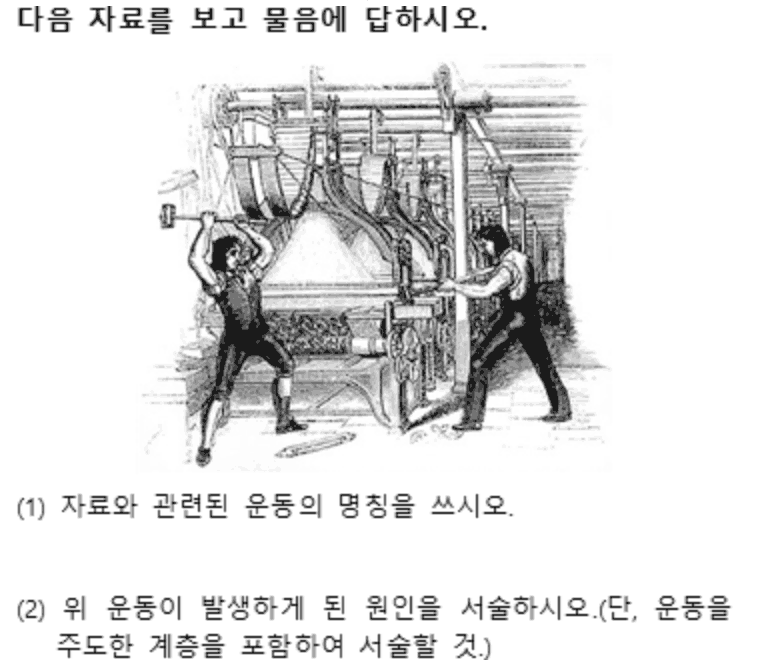 다음 자료를 보고 물음에 답하시오.
(1) 자료와 관련된 운동의 명칭을 쓰시오.
(2) 위 운동이 발생하게 된 원인을 서술하시오.(단, 운동을
주도한 계층을 포함하여 서술할 것.)